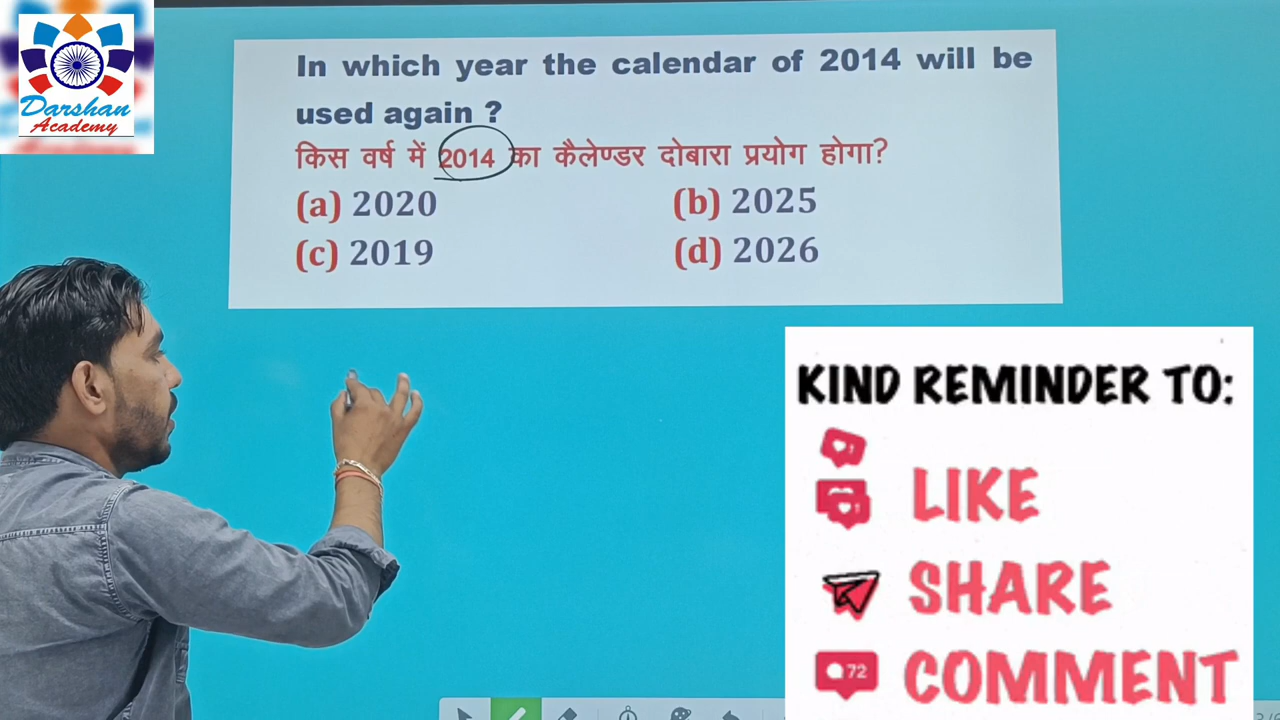 Darshan
Academy
In which year the calendar of 2014 will be
used again ?
किस वर्ष में 2014 का कैलेण्डर दोबारा प्रयोग होगा?
(a) 2020 (b) 2025
(c) 2019 (d) 2026
KIND REMINDER TO:
LIKE
SHARE
72 COMMENT